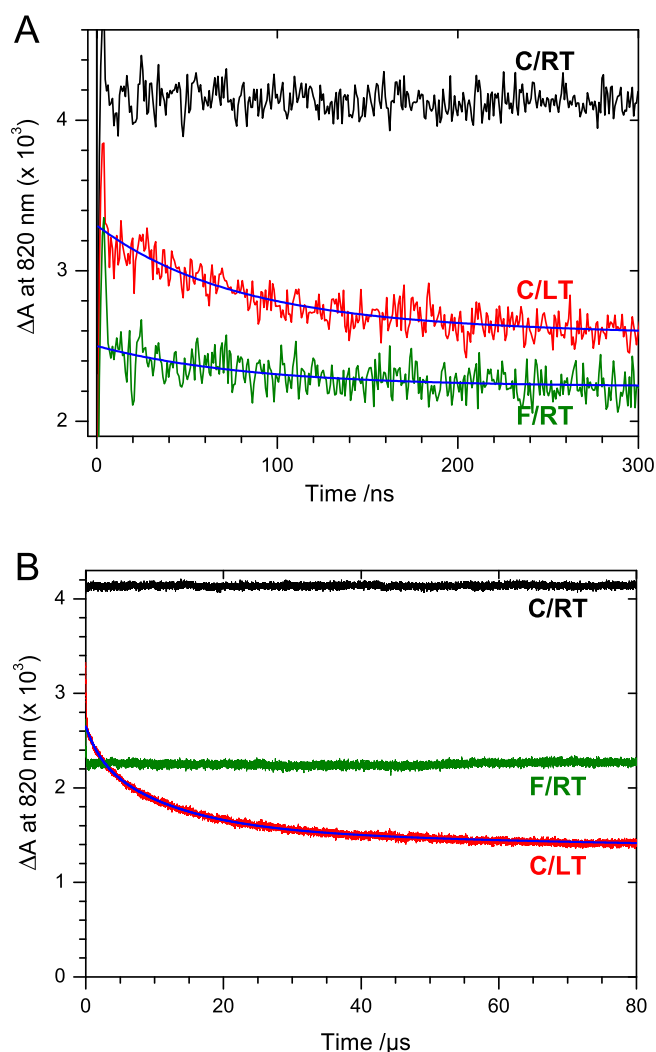 A
ΔA at 820 nm (x 10³)
4
3
2
C/RT
C/LT
F/RT
0
100
200
300
Time /ns
B
ΔA at 820 nm (x 10³)
4
3
2
1
0
C/RT
F/RT
C/LT
0
20
40
60
80
Time /µs